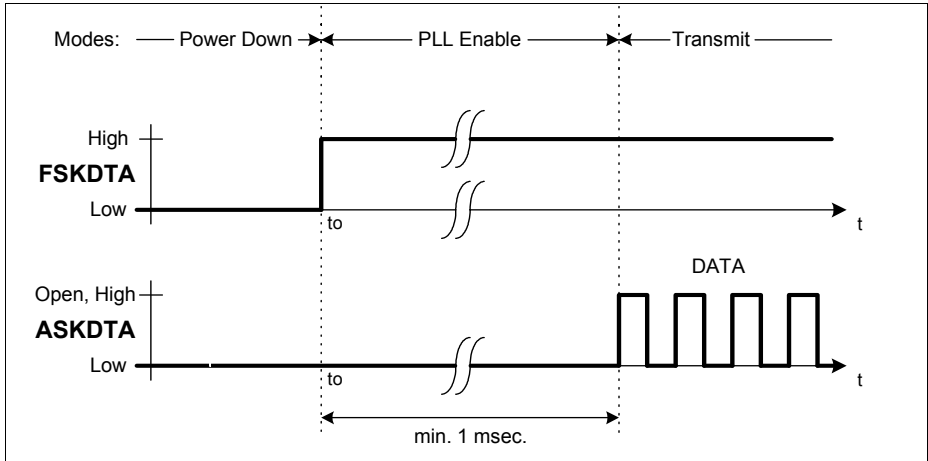 Modes: Power Down PLL Enable Transmit
High
FSKDTA
Low
to
t
DATA
Open, High
ASKDTA
Low
to
t
min. 1 msec.